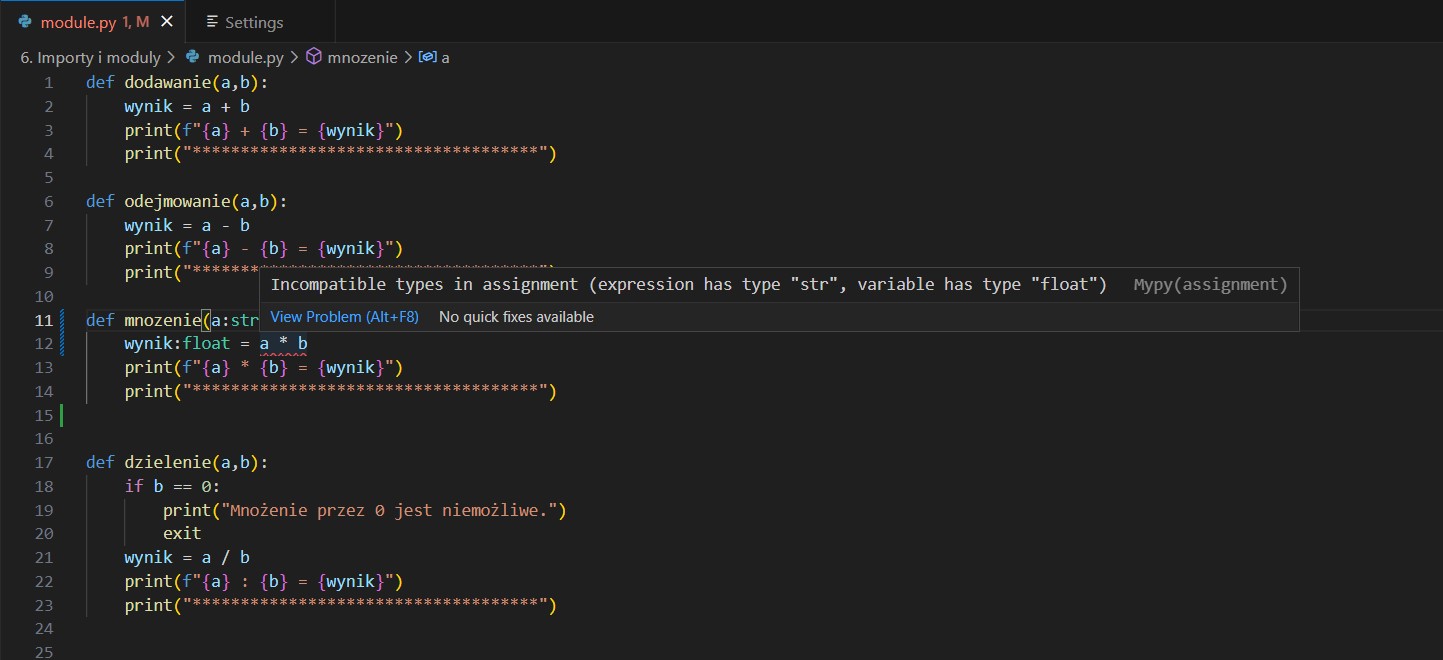 module.py 1, M
Settings
6. Importy i moduly > module.py > mnozenie > a
1 def dodawanie(a,b):
2 wynik = a + b
3 print(f"{a} + {b} = {wynik}")
4 print("************************************")
5
6 def odejmowanie(a,b):
7 wynik = a - b
8 print(f"{a} - {b} = {wynik}")
9 print("************************************")
Incompatible types in assignment (expression has type "str", variable has type "float") Mypy(assignment)
10
View Problem (Alt+F8) No quick fixes available
11 def mnozenie(a:str
12 wynik:float = a * b
13 print(f"{a} * {b} = {wynik}")
14 print("************************************")
15
16
17 def dzielenie(a,b):
18 if b == 0:
19 print("Mnożenie przez 0 jest niemożliwe.")
20 exit
21 wynik = a / b
22 print(f"{a} : {b} = {wynik}")
23 print("************************************")
24
25